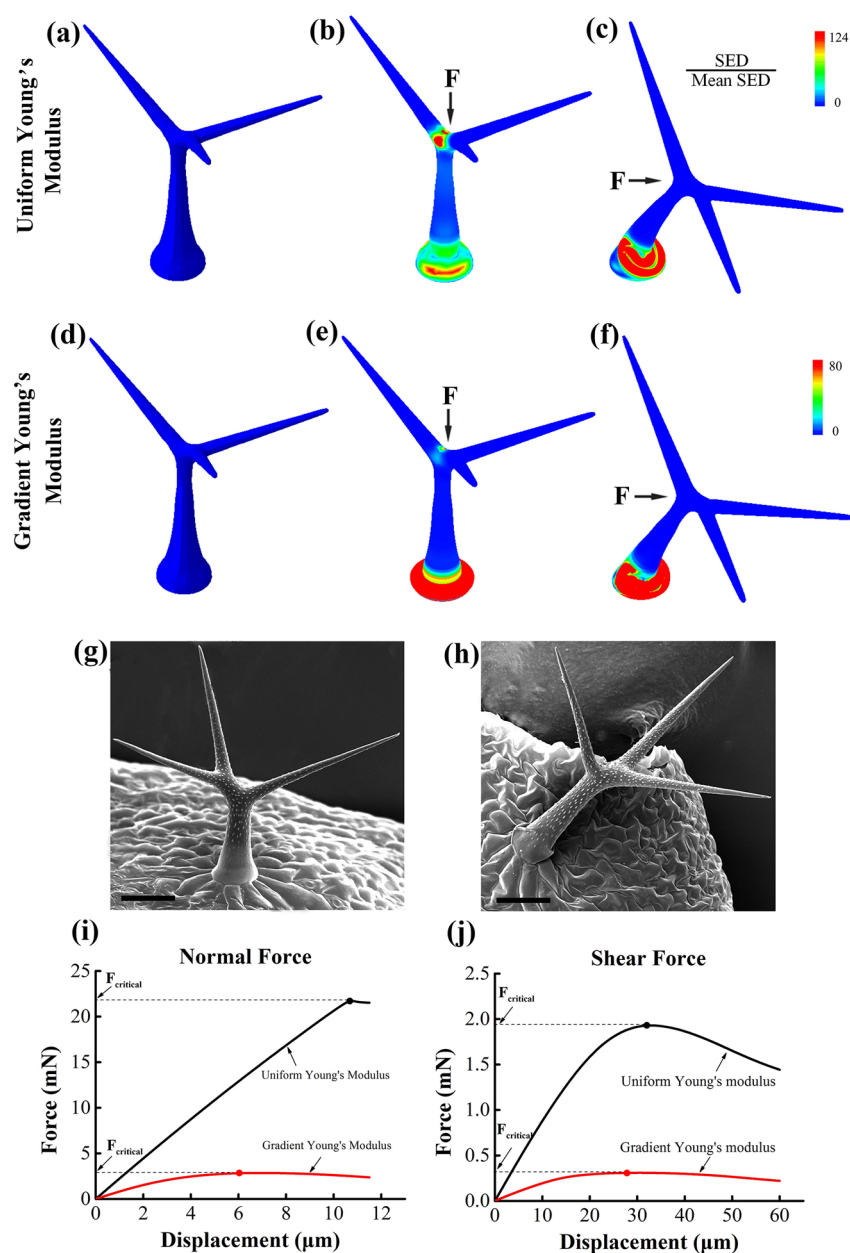 (a)
(b)
(c)
Uniform Young's
Modulus
F
F
SED
Mean SED
124
0
(d)
(e)
(f)
Gradient Young's
Modulus
F
F
80
0
(g)
(h)
(i)
Normal Force
25
20
15
10
5
0
Force (mN)
F critical
F critical
Uniform Young's Modulus
Gradient Young's Modulus
0 2 4 6 8 10 12
Displacement (μm)
(j)
Shear Force
2.5
2.0
1.5
1.0
0.5
0.0
Force (mN)
F critical
F critical
Uniform Young's modulus
Gradient Young's modulus
0 10 20 30 40 50 60
Displacement (μm)